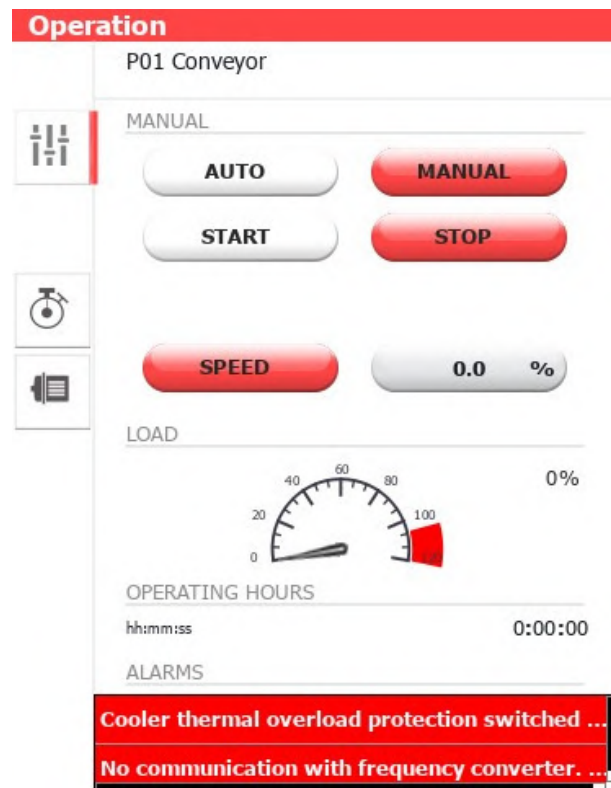 Operation
P01 Conveyor
MANUAL
AUTO MANUAL
START STOP
SPEED 0.0 %
LOAD
0%
0 20 40 60 80 100 120
OPERATING HOURS
hh:mm:ss 0:00:00
ALARMS
Cooler thermal overload protection switched ...
No communication with frequency converter. ...